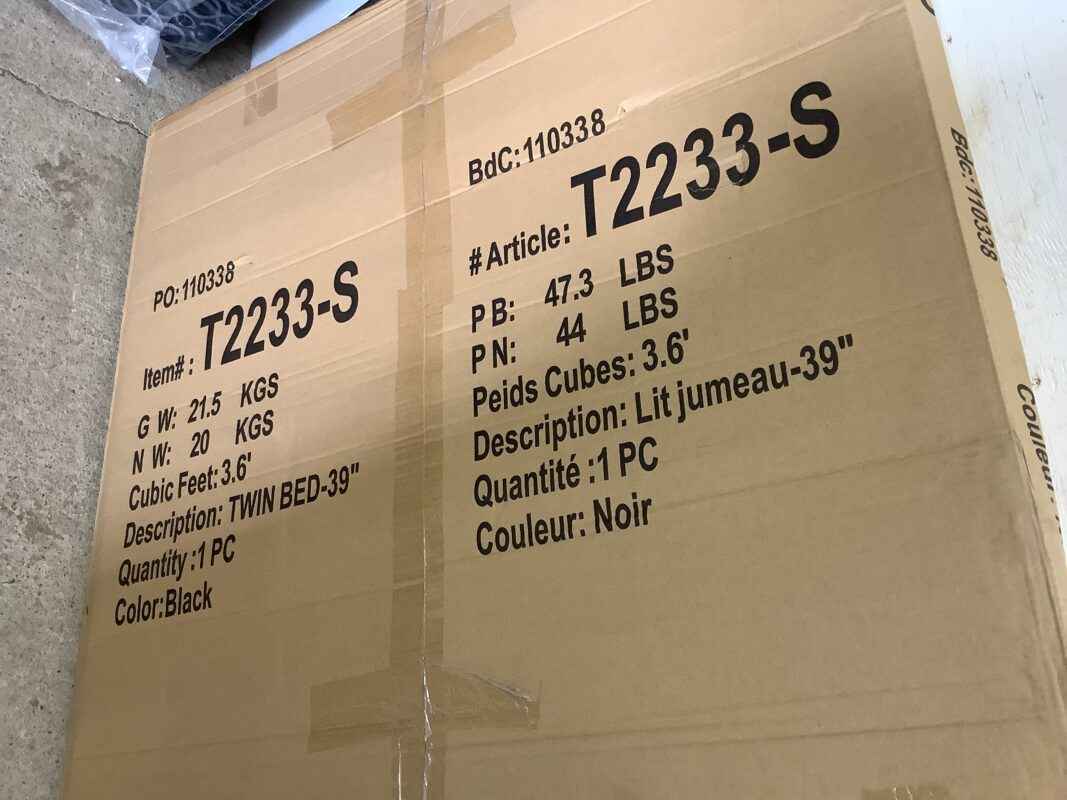 PO:110338
Item#: T2233-S
G W: 21.5 KGS
N W: 20 KGS
Cubic Feet: 3.6'
Description: TWIN BED-39"
Quantity :1 PC
Color:Black
BdC:110338
# Article: T2233-S
P B: 47.3 LBS
P N: 44 LBS
Peids Cubes: 3.6'
Description: Lit jumeau-39"
Quantité :1 PC
Couleur: Noir
Bdc: 110338
Couleur: